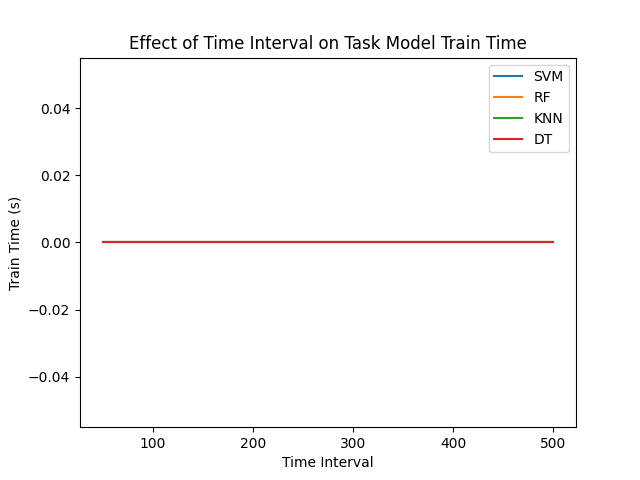 Effect of Time Interval on Task Model Train Time
SVM
RF
KNN
DT
0.04
0.02
0.00
−0.02
−0.04
Train Time (s)
100 200 300 400 500
Time Interval